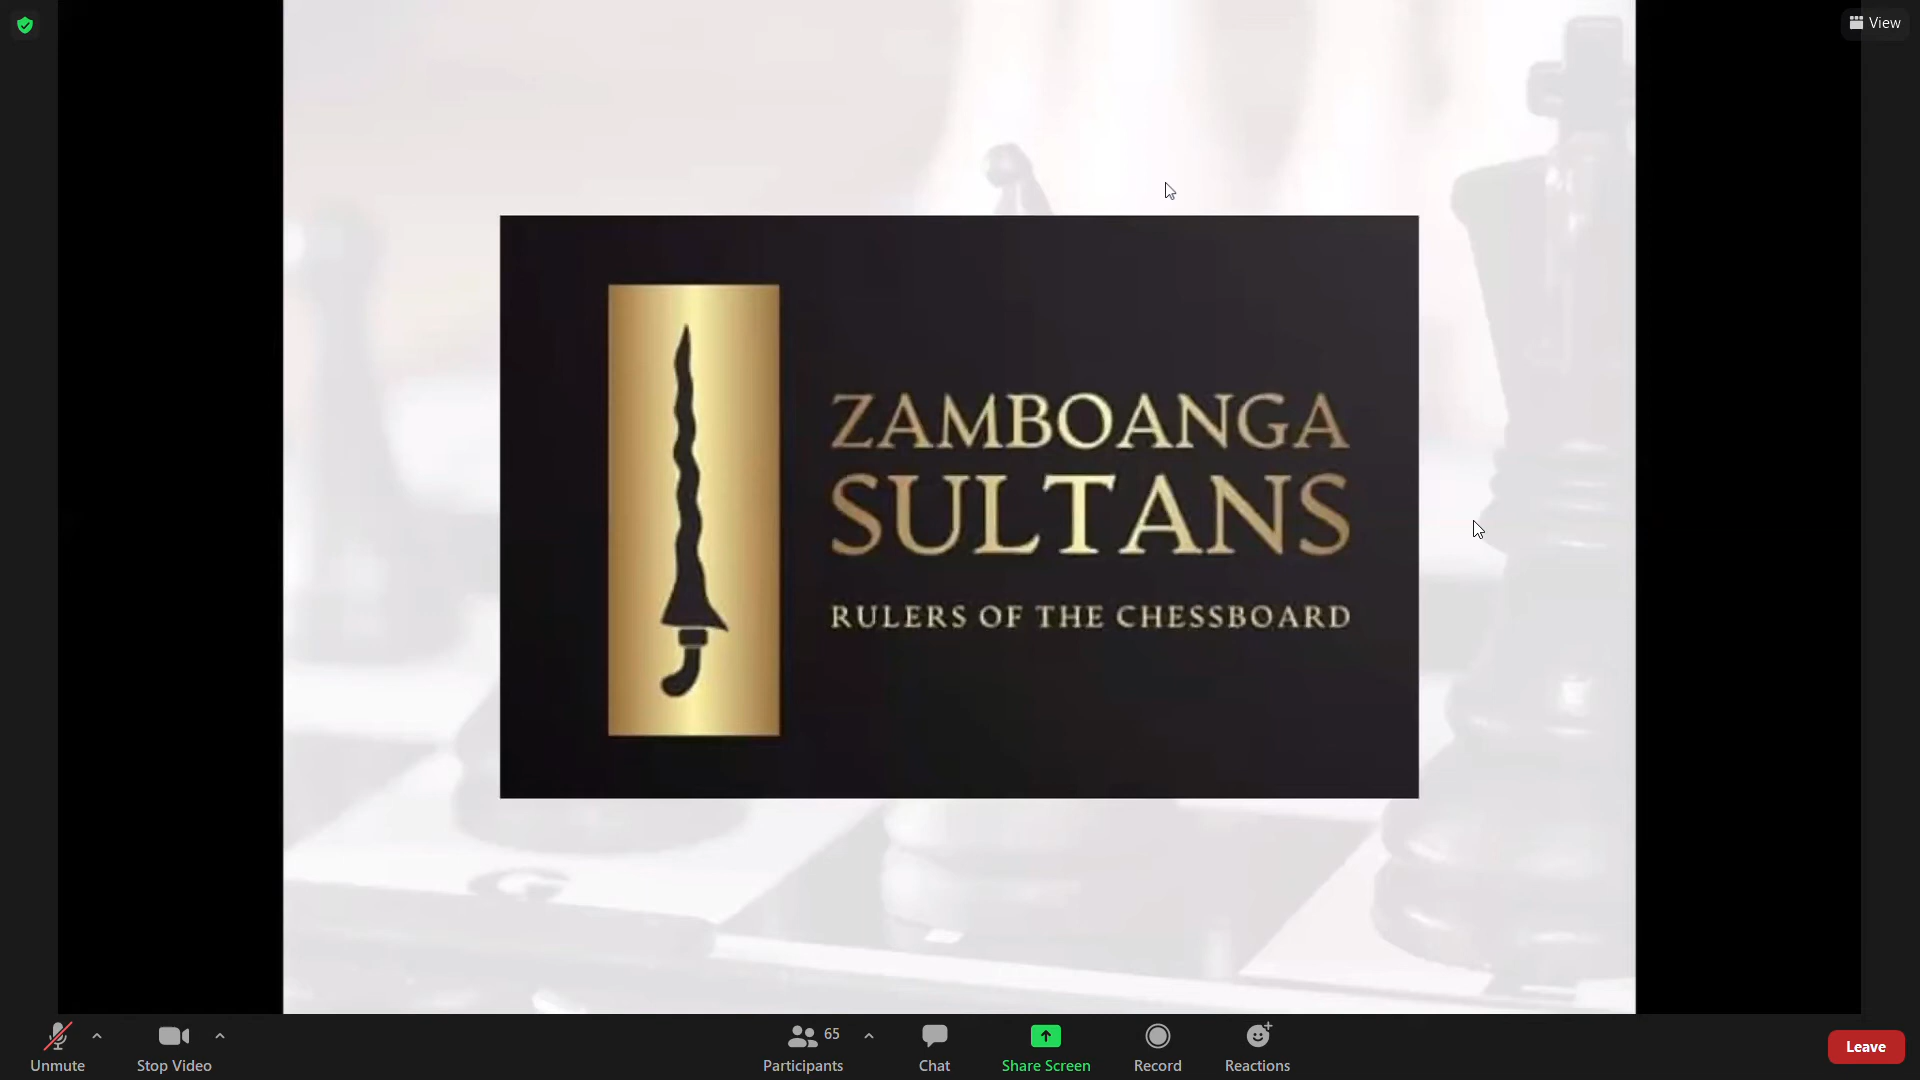 View
ZAMBOANGA
SULTANS
RULERS OF THE CHESSBOARD
Unmute
Stop Video
65
Participants
Chat
Share Screen
Record
Reactions
Leave